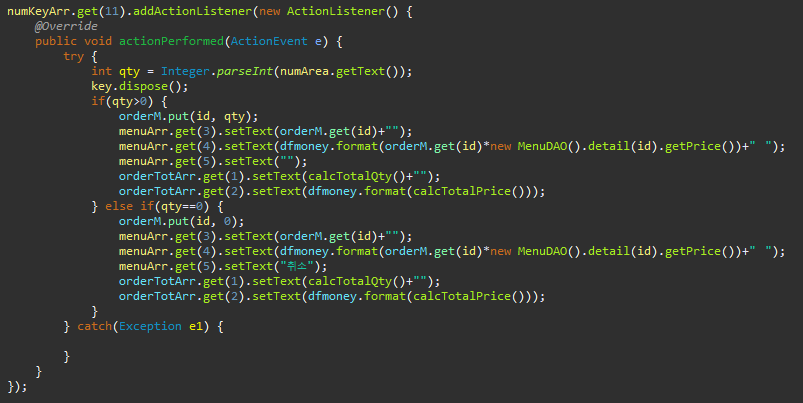 numKeyArr.get(11).addActionListener(new ActionListener() {
    @Override
    public void actionPerformed(ActionEvent e) {
        try {
            int qty = Integer.parseInt(numArea.getText());
            key.dispose();
            if(qty>0) {
                orderM.put(id, qty);
                menuArr.get(3).setText(orderM.get(id)+"");
                menuArr.get(4).setText(dfmoney.format(orderM.get(id)*new MenuDAO().detail(id).getPrice())+" ");
                menuArr.get(5).setText("");
                orderTotArr.get(1).setText(calcTotalQty()+"");
                orderTotArr.get(2).setText(dfmoney.format(calcTotalPrice()));
            } else if(qty==0) {
                orderM.put(id, 0);
                menuArr.get(3).setText(orderM.get(id)+"");
                menuArr.get(4).setText(dfmoney.format(orderM.get(id)*new MenuDAO().detail(id).getPrice())+" ");
                menuArr.get(5).setText("취소");
                orderTotArr.get(1).setText(calcTotalQty()+"");
                orderTotArr.get(2).setText(dfmoney.format(calcTotalPrice()));
            }
        } catch(Exception e1) {

        }
    }
});